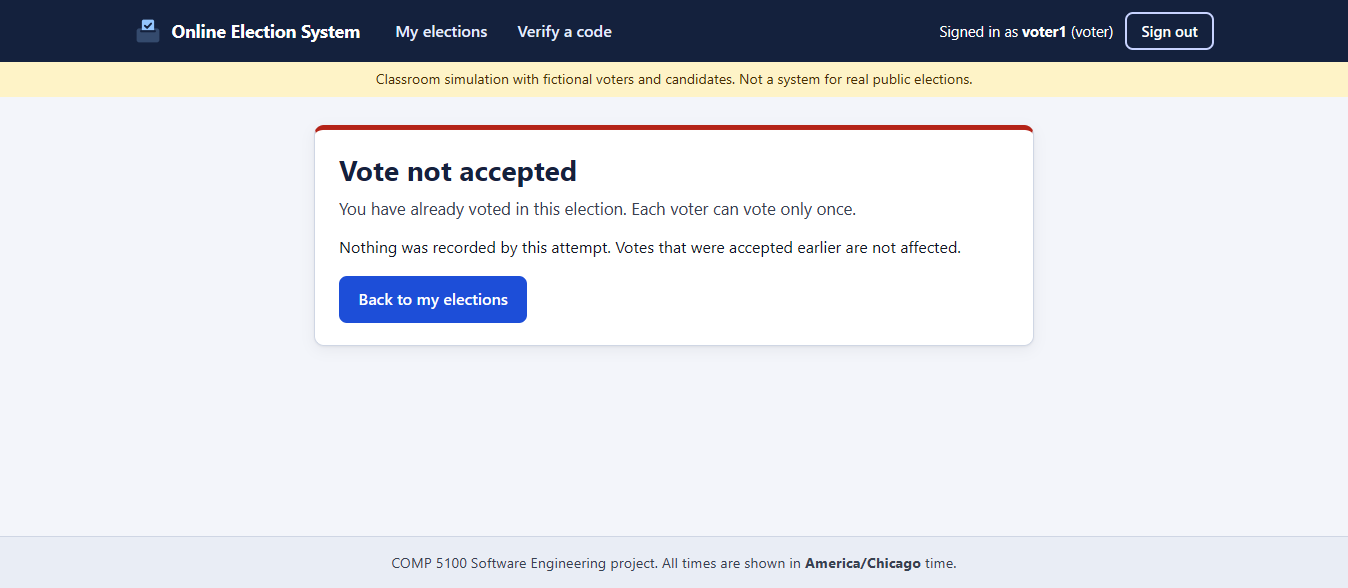 Online Election System My elections Verify a code Signed in as voter1 (voter) Sign out
Classroom simulation with fictional voters and candidates. Not a system for real public elections.
Vote not accepted
You have already voted in this election. Each voter can vote only once.
Nothing was recorded by this attempt. Votes that were accepted earlier are not affected.
Back to my elections
COMP 5100 Software Engineering project. All times are shown in America/Chicago time.